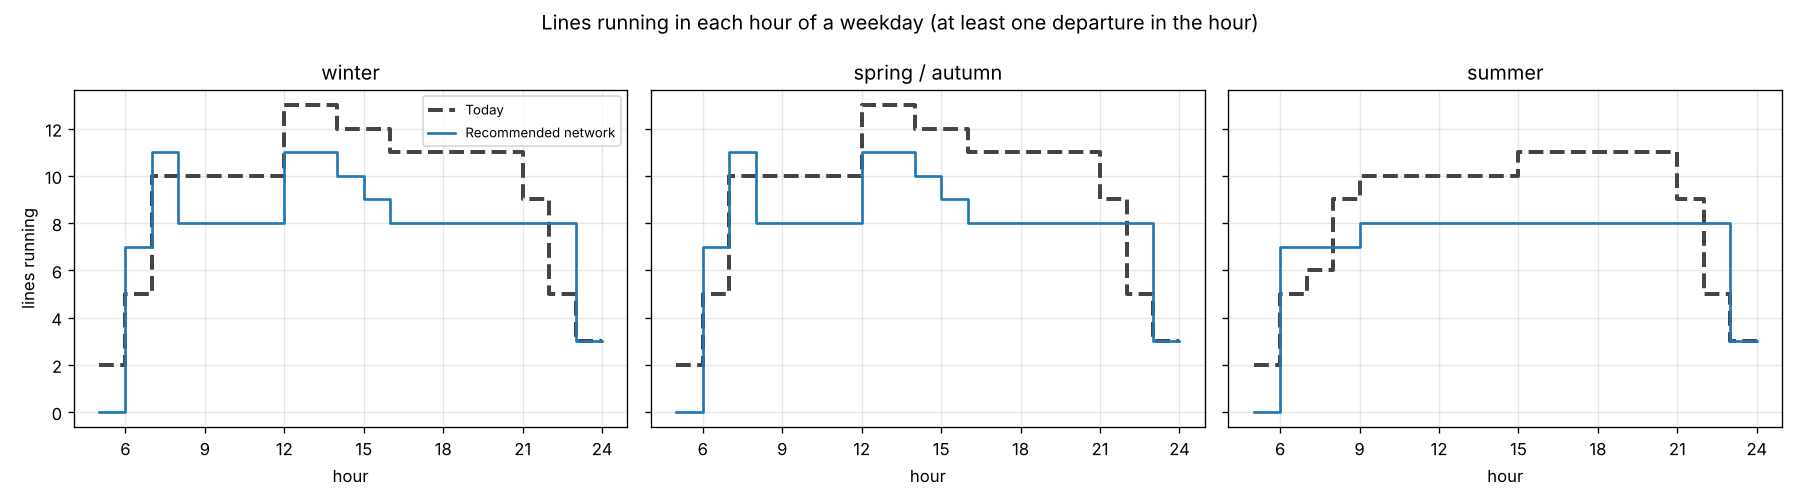 Lines running in each hour of a weekday (at least one departure in the hour)
winter
spring / autumn
summer
Today
Recommended network
lines running
12
10
8
6
4
2
0
6 9 12 15 18 21 24
6 9 12 15 18 21 24
6 9 12 15 18 21 24
hour
hour
hour